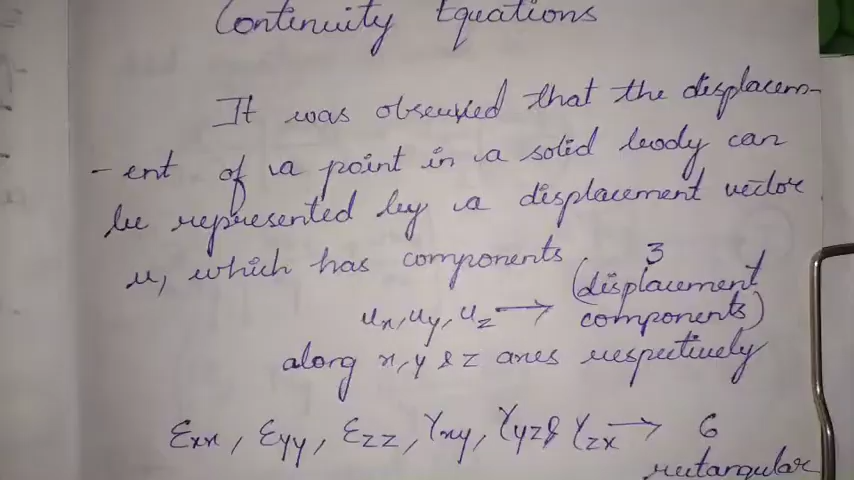 Continuity Equations
It was observed that the displacem-
-ent of a point in a solid body can
be represented by a displacement vector
u, which has components 3
(displacement
ux, uy, uz → components)
along x, y & z axes respectively
εxx, εyy, εzz, γxy, γyz & γzx → 6
rectangular